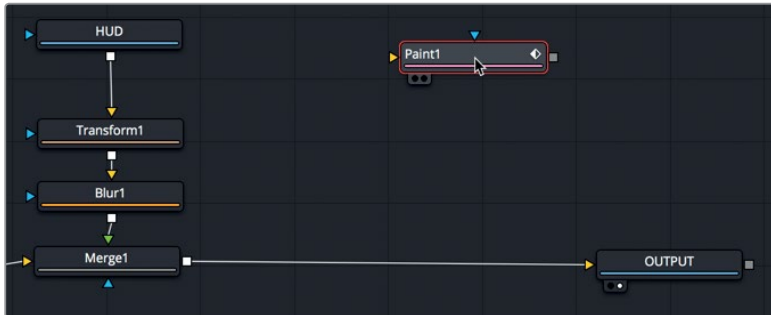 HUD
Paint1
Transform1
Blur1
Merge1
OUTPUT